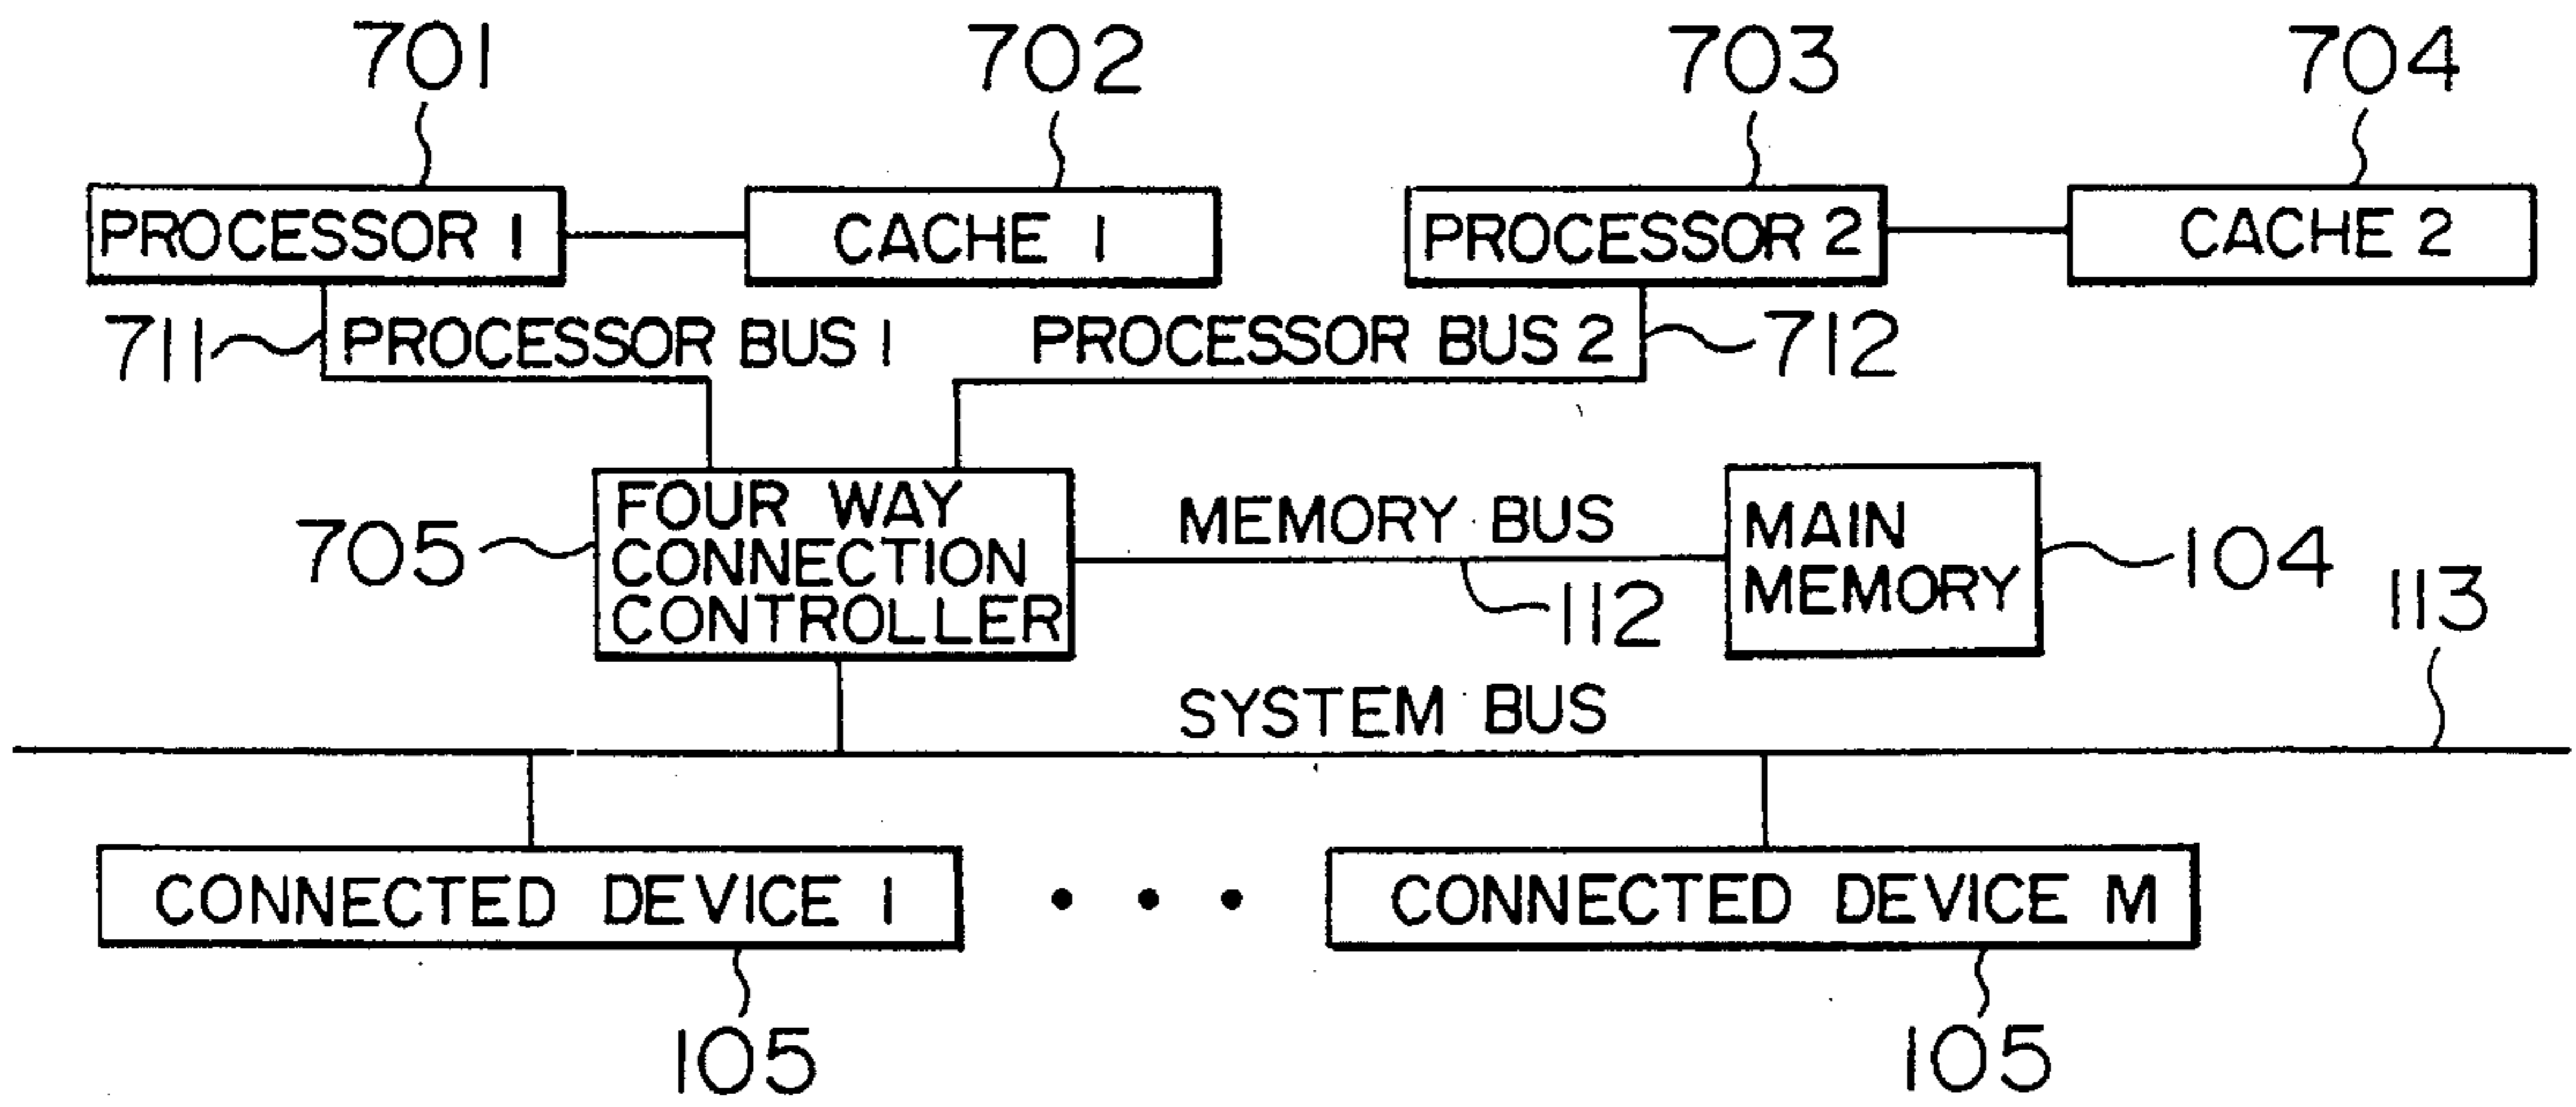 701 702 703 704
PROCESSOR 1 CACHE 1 PROCESSOR 2 CACHE 2
711 PROCESSOR BUS 1 PROCESSOR BUS 2 712
FOUR WAY
CONNECTION
CONTROLLER
705
MEMORY BUS
112
MAIN
MEMORY
104
113
SYSTEM BUS
CONNECTED DEVICE 1 • • • CONNECTED DEVICE M
105 105